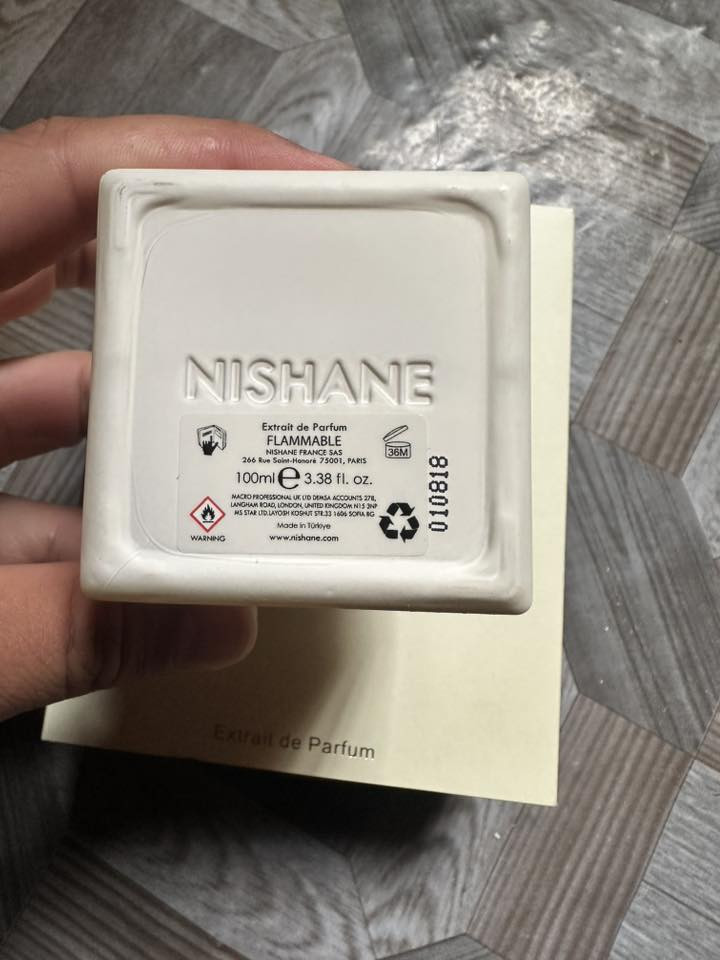 NISHANE
Extrait de Parfum
FLAMMABLE
NISHANE FRANCE SAS
266 Rue Saint-Honoré 75001, PARIS
36M
100ml e 3.38 fl. oz.
MACRO PROFESSIONAL UK LTD DEMSA ACCOUNTS 278,
LANGHAM ROAD, LONDON, UNITED KINGDOM N15 3NP
MS STAR LTD.LAYOSH KOSHUT STR.33 1606 SOFIA BG
Made in Türkiye
WARNING
www.nishane.com
010818
Extrait de Parfum